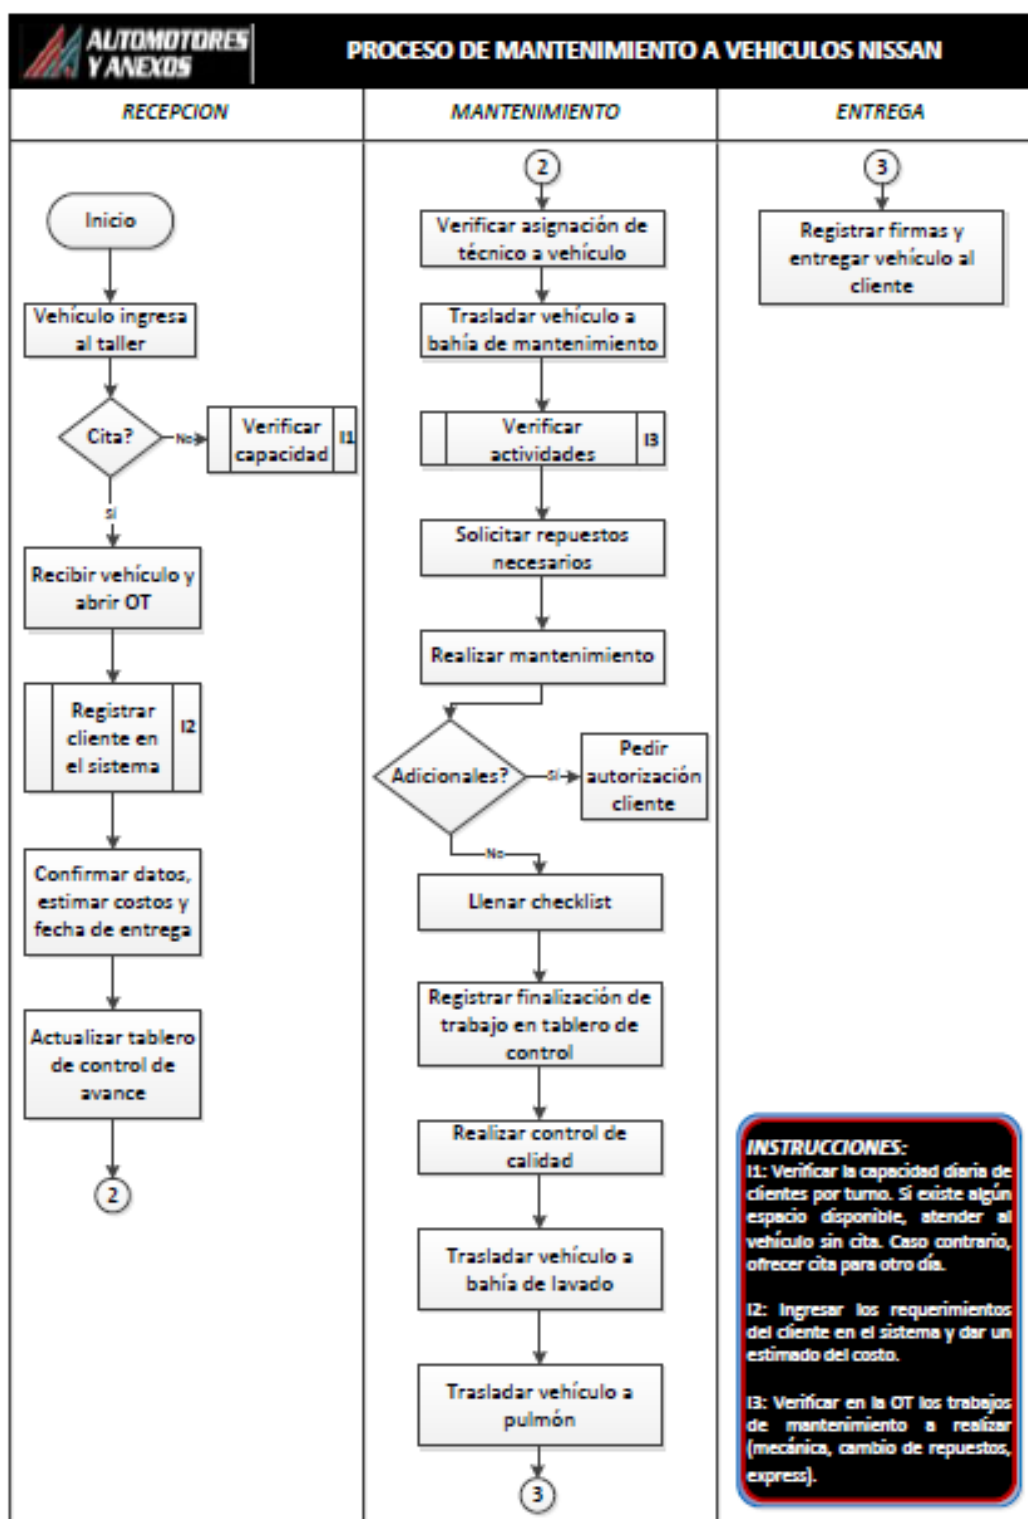 AUTOMOTORES
Y ANEXOS
PROCESO DE MANTENIMIENTO A VEHICULOS NISSAN
RECEPCION
MANTENIMIENTO
ENTREGA
Inicio
Vehículo ingresa
al taller
Cita?
No
Verificar
capacidad
I1
Sí
Recibir vehículo y
abrir OT
Registrar
cliente en
el sistema
I2
Confirmar datos,
estimar costos y
fecha de entrega
Actualizar tablero
de control de
avance
2
2
Verificar asignación de
técnico a vehículo
Trasladar vehículo a
bahía de mantenimiento
Verificar
actividades
I3
Solicitar repuestos
necesarios
Realizar mantenimiento
Adicionales?
Sí
Pedir
autorización
cliente
No
Llenar checklist
Registrar finalización de
trabajo en tablero de
control
Realizar control de
calidad
Trasladar vehículo a
bahía de lavado
Trasladar vehículo a
pulmón
3
3
Registrar firmas y
entregar vehículo al
cliente
INSTRUCCIONES:
I1: Verificar la capacidad diaria de
clientes por turno. Si existe algún
espacio disponible, atender al
vehículo sin cita. Caso contrario,
ofrecer cita para otro día.
I2: Ingresar los requerimientos
del cliente en el sistema y dar un
estimado del costo.
I3: Verificar en la OT los trabajos
de mantenimiento a realizar
(mecánica, cambio de repuestos,
express).